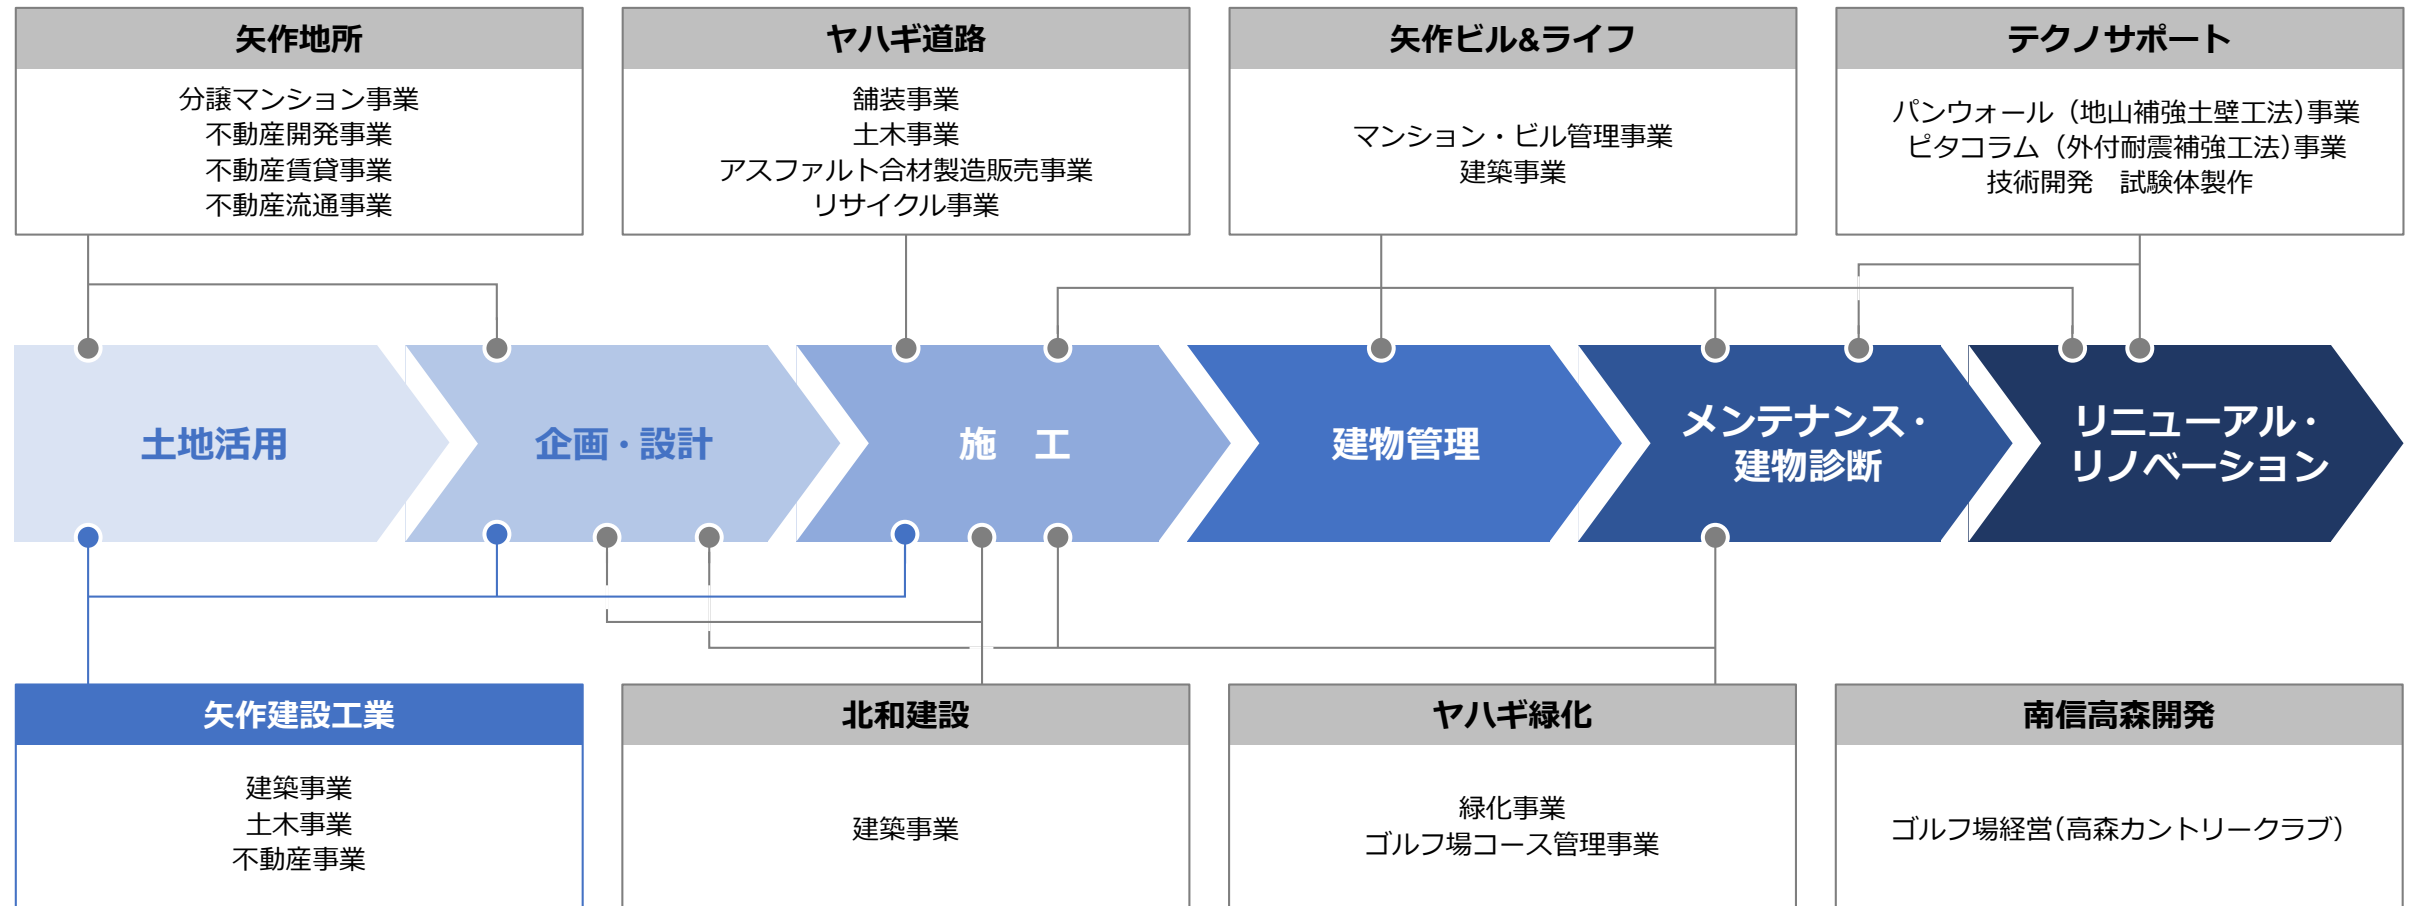 矢作地所
分譲マンション事業
不動産開発事業
不動産賃貸事業
不動産流通事業
ヤハギ道路
舗装事業
土木事業
アスファルト合材製造販売事業
リサイクル事業
矢作ビル&ライフ
マンション・ビル管理事業
建築事業
テクノサポート
パンウォール（地山補強土壁工法)事業
ピタコラム（外付耐震補強工法)事業
技術開発　試験体製作
土地活用
企画・設計
施　工
建物管理
メンテナンス・
建物診断
リニューアル・
リノベーション
矢作建設工業
建築事業
土木事業
不動産事業
北和建設
建築事業
ヤハギ緑化
緑化事業
ゴルフ場コース管理事業
南信高森開発
ゴルフ場経営(高森カントリークラブ)